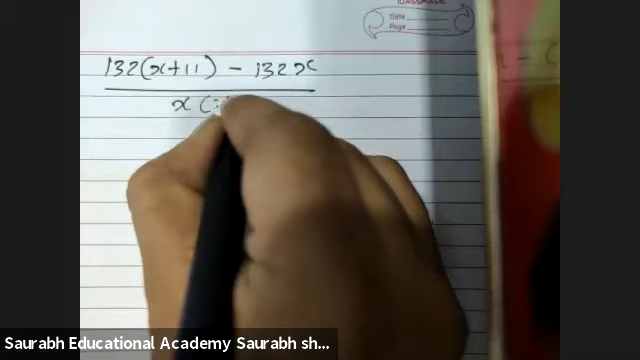 CLASSMATE
Date
Page
132(x+11) - 132x
x(
Saurabh Educational Academy Saurabh sh...